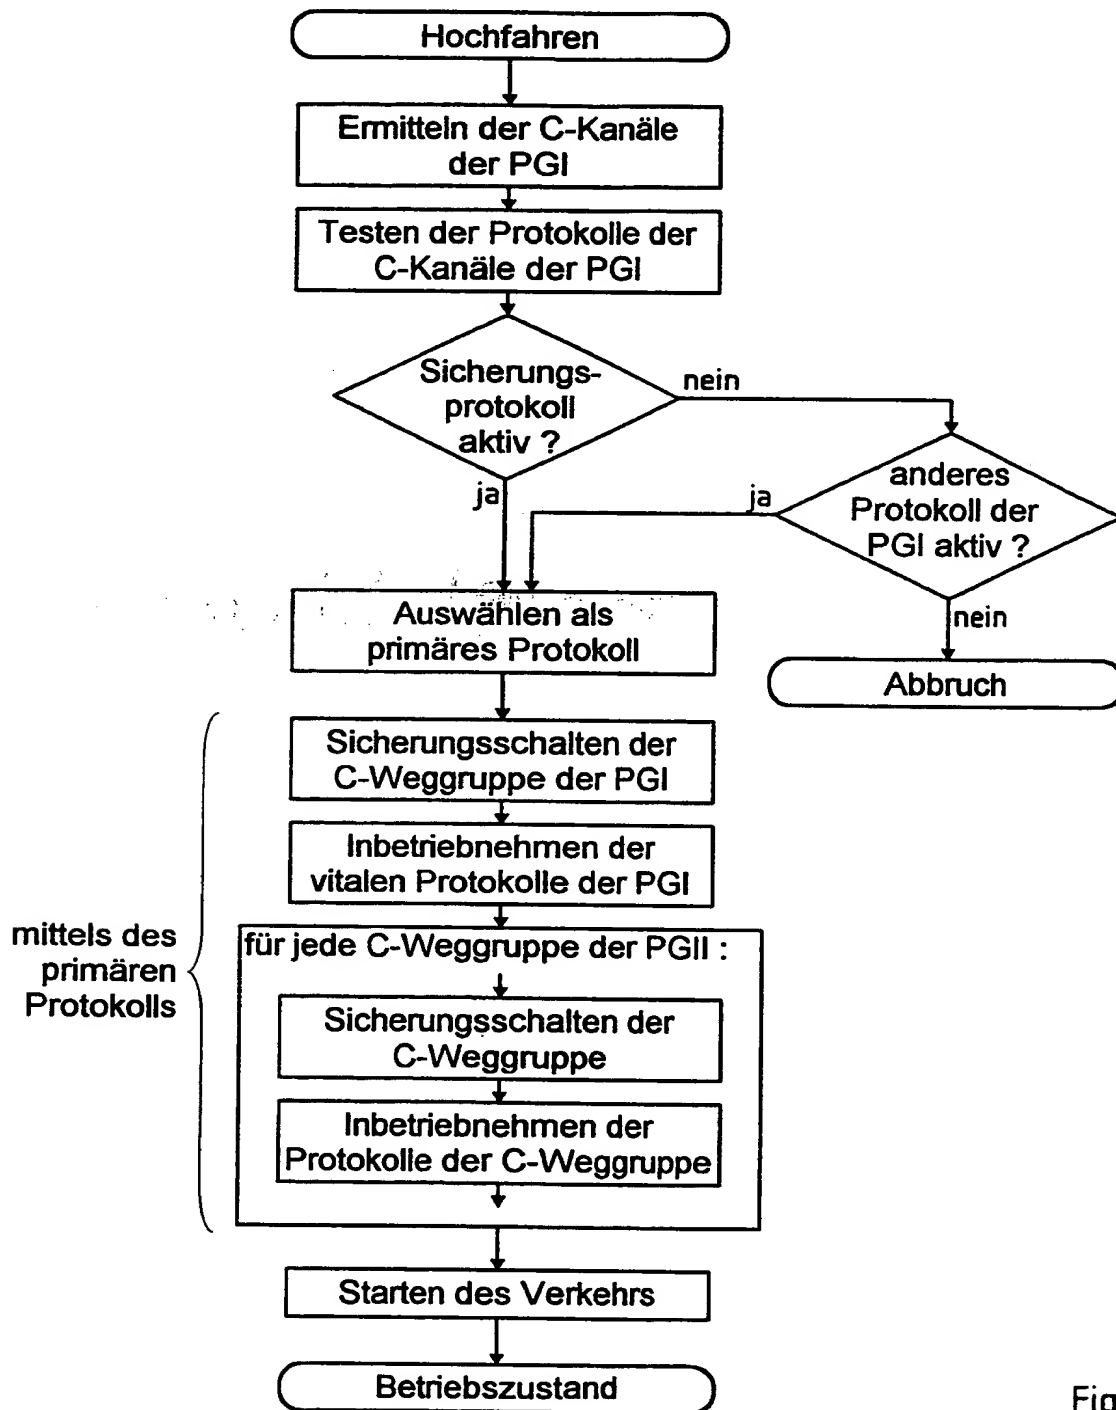 Hochfahren
Ermitteln der C-Kanäle
der PGI
Testen der Protokolle der
C-Kanäle der PGI
Sicherungs-
protokoll
aktiv ?
nein
ja
anderes
Protokoll der
PGI aktiv ?
ja
nein
Abbruch
Auswählen als
primäres Protokoll
mittels des
primären
Protokolls
Sicherungsschalten der
C-Weggruppe der PGI
Inbetriebnehmen der
vitalen Protokolle der PGI
für jede C-Weggruppe der PGII :
Sicherungsschalten der
C-Weggruppe
Inbetriebnehmen der
Protokolle der C-Weggruppe
Starten des Verkehrs
Betriebszustand
Fig